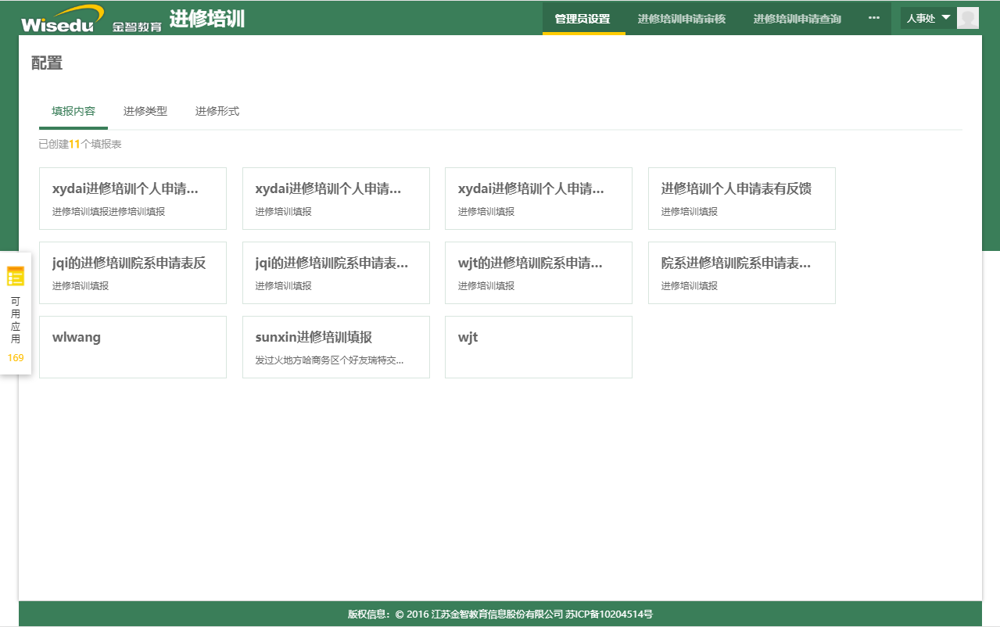 Wisedu 金智教育 进修培训 管理员设置 进修培训申请审核 进修培训申请查询 ··· 人事处
配置
填报内容 进修类型 进修形式
已创建11个填报表
xydai进修培训个人申请... xydai进修培训个人申请... xydai进修培训个人申请... 进修培训个人申请表有反馈
进修培训填报进修培训填报 进修培训填报 进修培训填报 进修培训填报
jqi的进修培训院系申请表反 jqi的进修培训院系申请表... wjt的进修培训院系申请... 院系进修培训院系申请表...
进修培训填报 进修培训填报 进修培训填报 进修培训填报
wlwang sunxin进修培训填报 wjt
发过火地方哈商务区个好友瑞特交...
可
用
应
用
169
版权信息：© 2016 江苏金智教育信息股份有限公司 苏ICP备10204514号